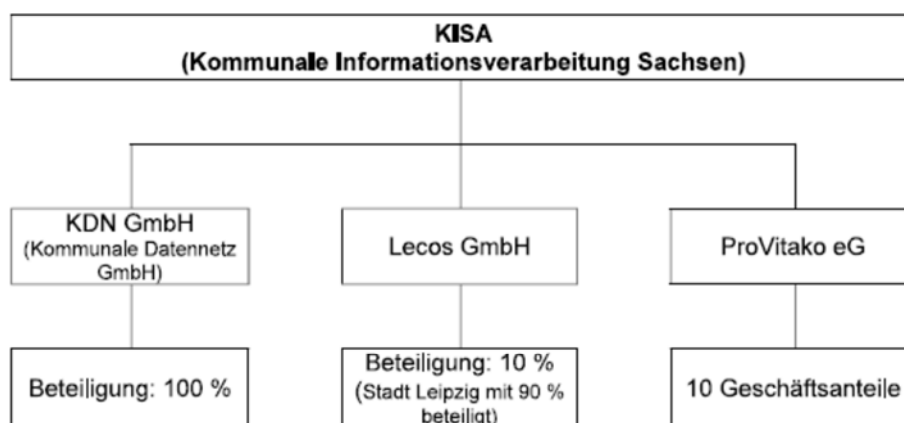 KISA
(Kommunale Informationsverarbeitung Sachsen)
KDN GmbH
(Kommunale Datennetz
GmbH)
Lecos GmbH
ProVitako eG
Beteiligung: 100 %
Beteiligung: 10 %
(Stadt Leipzig mit 90 %
beteiligt)
10 Geschäftsanteile